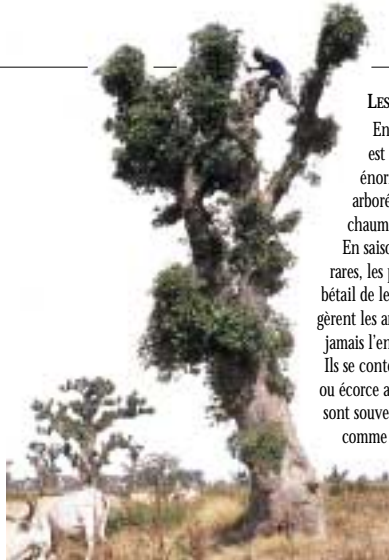 LES
En
est
énor
arboré
chaum
En saiso
rares, les p
bétail de le
gèrent les a
jamais l'en
Ils se conte
ou écorce a
sont souve
comme